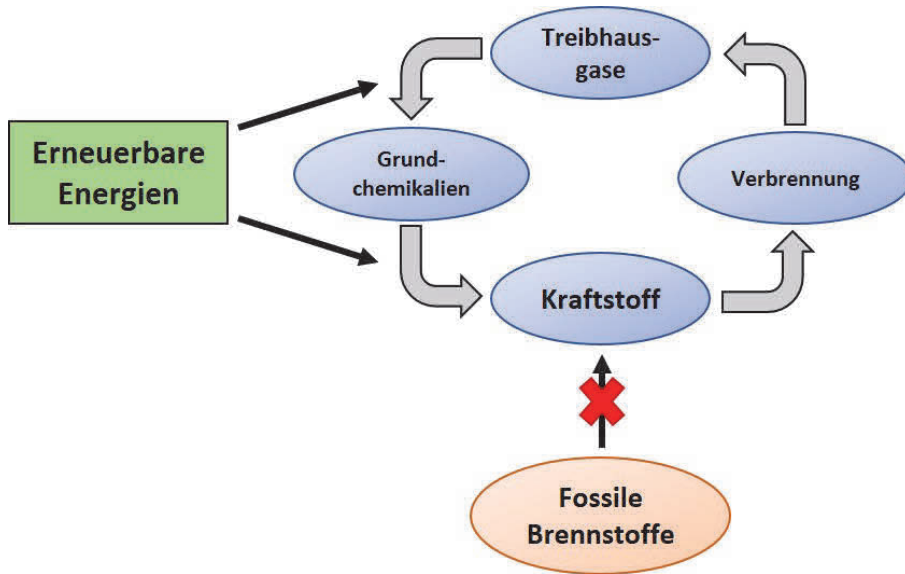 Treibhaus-
gase
Erneuerbare
Energien
Grund-
chemikalien
Verbrennung
Kraftstoff
Fossile
Brennstoffe